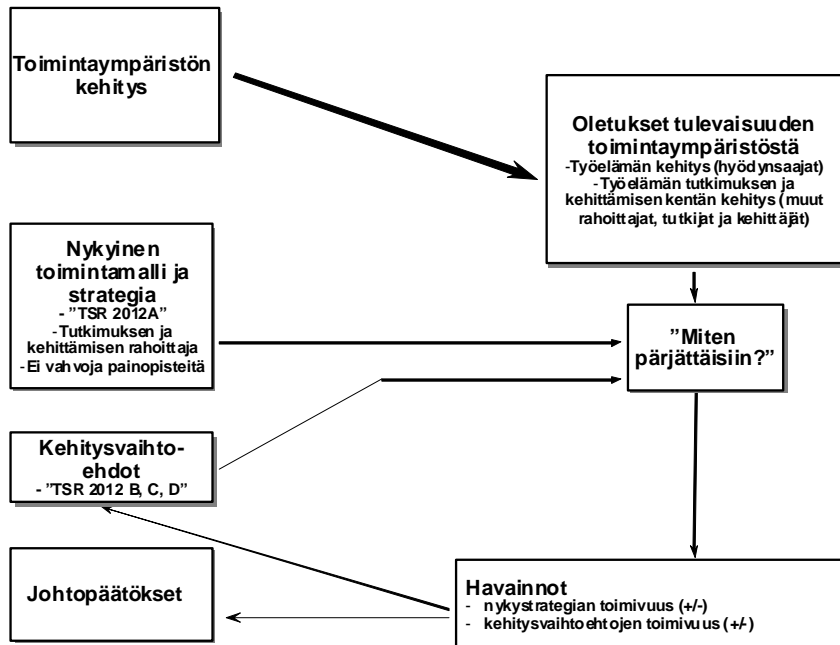 Toimintaympäristön
kehitys
Oletukset tulevaisuuden
toimintaympäristöstä
-Työelämän kehitys (hyödynsaajat)
-Työelämän tutkimuksen ja
kehittämisen kentän kehitys (muut
rahoittajat, tutkijat ja kehittäjät)
Nykyinen
toimintamalli ja
strategia
- "TSR 2012A"
-Tutkimuksen ja
kehittämisen rahoittaja
-Ei vahvoja painopisteitä
"Miten
pärjättäisiin?"
Kehitysvaihto-
ehdot
- "TSR 2012 B, C, D"
Johtopäätökset
Havainnot
- nykystrategian toimivuus (+/-)
- kehitysvaihtoehtojen toimivuus (+/-)